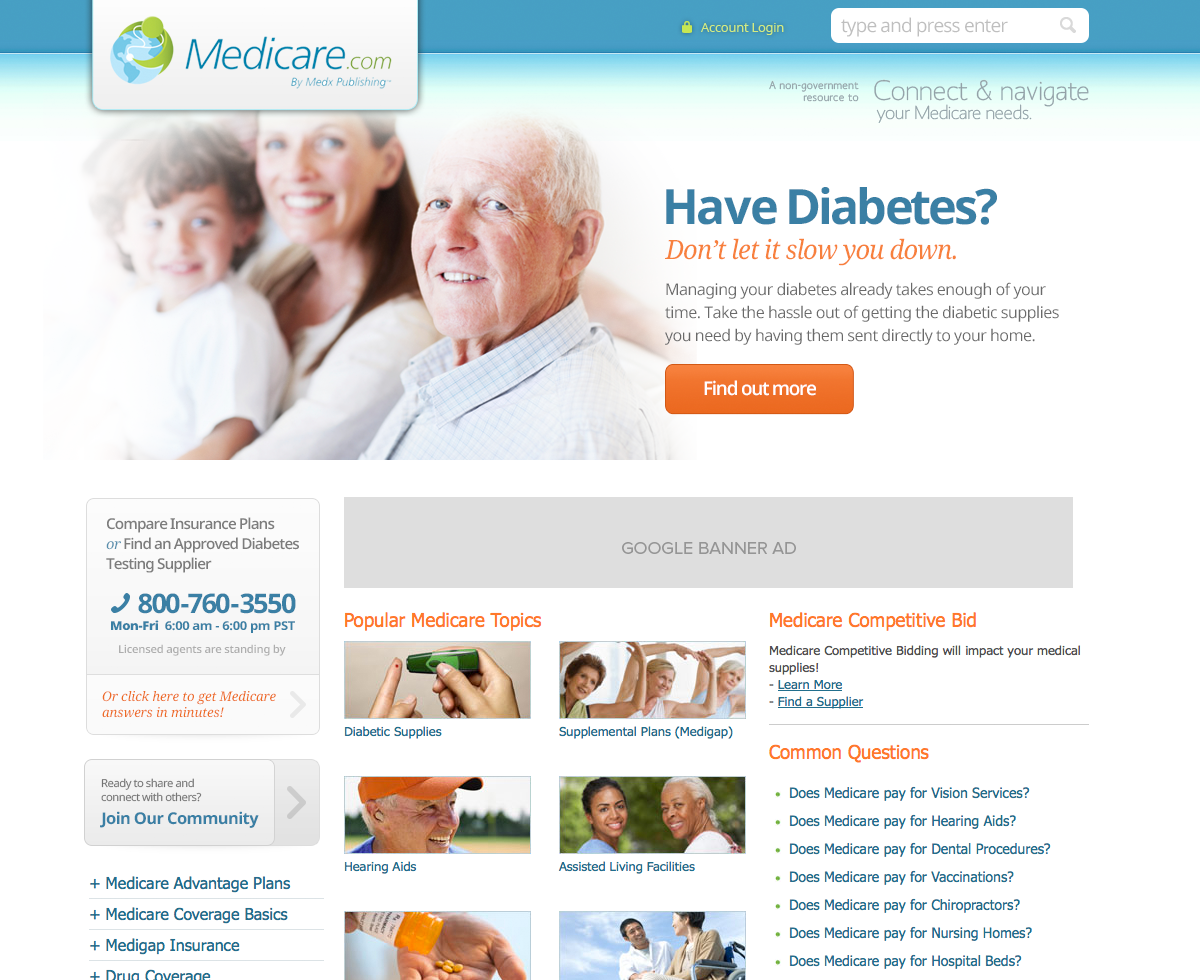 Medicare.com
By Medx Publishing™
Account Login
type and press enter
A non-government
resource to
Connect & navigate
your Medicare needs.
Have Diabetes?
Don't let it slow you down.
Managing your diabetes already takes enough of your
time. Take the hassle out of getting the diabetic supplies
you need by having them sent directly to your home.
Find out more
Compare Insurance Plans
or Find an Approved Diabetes
Testing Supplier
800-760-3550
Mon-Fri 6:00 am - 6:00 pm PST
Licensed agents are standing by
Or click here to get Medicare
answers in minutes!
Ready to share and
connect with others?
Join Our Community
+ Medicare Advantage Plans
+ Medicare Coverage Basics
+ Medigap Insurance
+ Drug Coverage
GOOGLE BANNER AD
Popular Medicare Topics
Diabetic Supplies
Supplemental Plans (Medigap)
Hearing Aids
Assisted Living Facilities
Medicare Competitive Bid
Medicare Competitive Bidding will impact your medical
supplies!
- Learn More
- Find a Supplier
Common Questions
• Does Medicare pay for Vision Services?
• Does Medicare pay for Hearing Aids?
• Does Medicare pay for Dental Procedures?
• Does Medicare pay for Vaccinations?
• Does Medicare pay for Chiropractors?
• Does Medicare pay for Nursing Homes?
• Does Medicare pay for Hospital Beds?